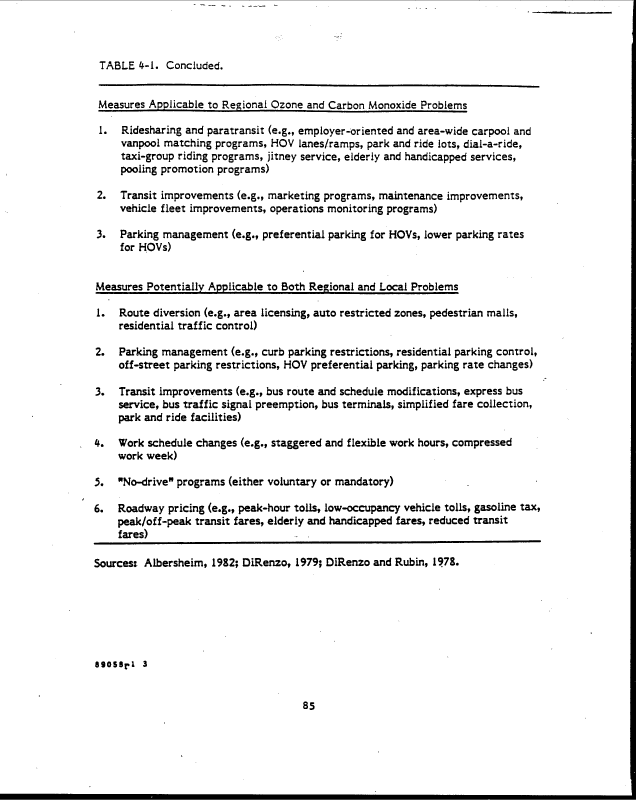 TABLE 4-1. Concluded.
Measures Applicable to Regional Ozone and Carbon Monoxide Problems
1. Ridesharing and paratransit (e.g., employer-oriented and area-wide carpool and
vanpool matching programs, HOV lanes/ramps, park and ride lots, dial-a-ride,
taxi-group riding programs, jitney service, elderly and handicapped services,
pooling promotion programs)
2. Transit improvements (e.g., marketing programs, maintenance improvements,
vehicle fleet improvements, operations monitoring programs)
3. Parking management (e.g., preferential parking for HOVs, lower parking rates
for HOVs)
Measures Potentially Applicable to Both Regional and Local Problems
1. Route diversion (e.g., area licensing, auto restricted zones, pedestrian malls,
residential traffic control)
2. Parking management (e.g., curb parking restrictions, residential parking control,
off-street parking restrictions, HOV preferential parking, parking rate changes)
3. Transit improvements (e.g., bus route and schedule modifications, express bus
service, bus traffic signal preemption, bus terminals, simplified fare collection,
park and ride facilities)
4. Work schedule changes (e.g., staggered and flexible work hours, compressed
work week)
5. "No-drive" programs (either voluntary or mandatory)
6. Roadway pricing (e.g., peak-hour tolls, low-occupancy vehicle tolls, gasoline tax,
peak/off-peak transit fares, elderly and handicapped fares, reduced transit
fares)
Sources: Albersheim, 1982; DiRenzo, 1979; DiRenzo and Rubin, 1978.
89058r1 3
85